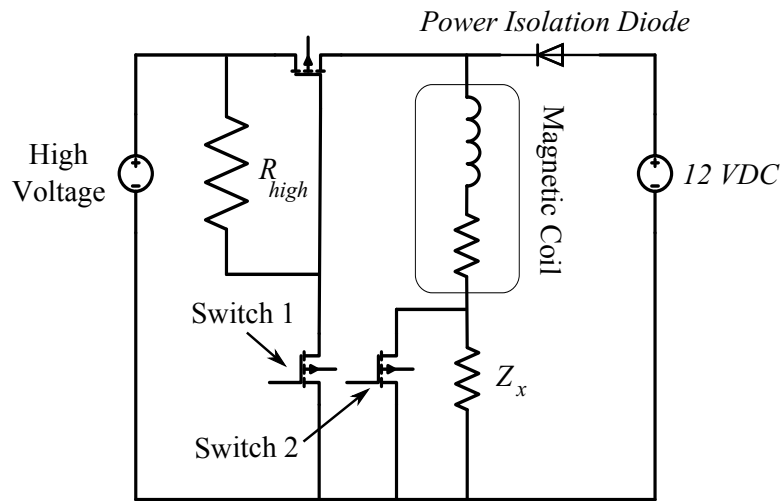 Power Isolation Diode
High
Voltage
R high
Magnetic Coil
12 VDC
Switch 1
Z x
Switch 2